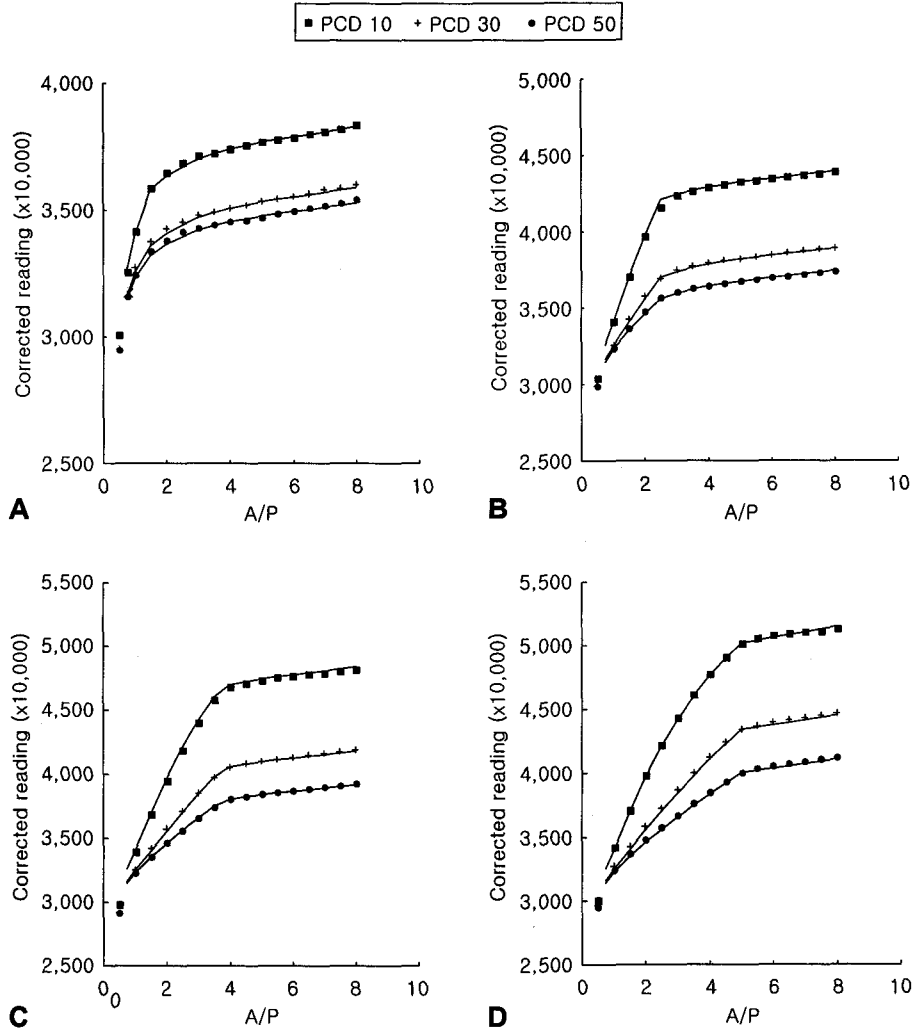 ■ PCD 10 + PCD 30 ● PCD 50
4,000
3,500
3,000
2,500
Corrected reading (x10,000)
0 2 4 6 8 10
A/P
A
5,000
4,500
4,000
3,500
3,000
2,500
Corrected reading (x10,000)
0 2 4 6 8 10
A/P
B
5,500
5,000
4,500
4,000
3,500
3,000
2,500
Corrected reading (x10,000)
0 0 2 4 6 8 10
A/P
C
5,500
5,000
4,500
4,000
3,500
3,000
2,500
Corrected reading (x10,000)
0 2 4 6 8 10
A/P
D